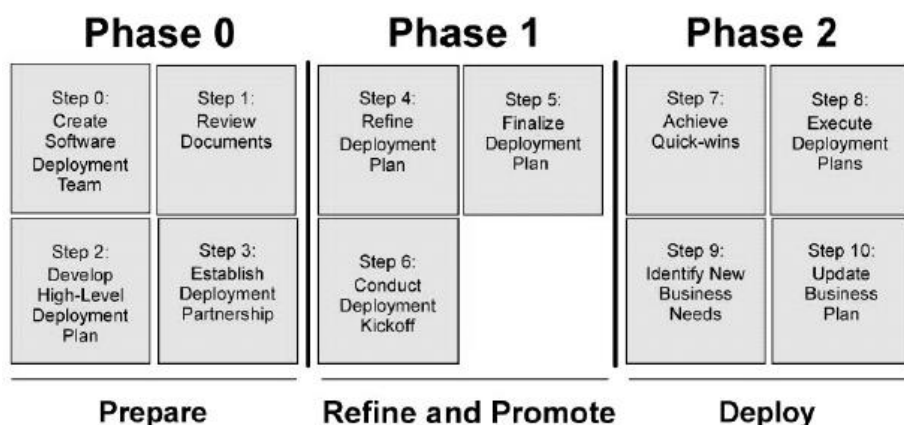 Phase 0
Phase 1
Phase 2
Step 0:
Create
Software
Deployment
Team
Step 1:
Review
Documents
Step 2:
Develop
High-Level
Deployment
Plan
Step 3:
Establish
Deployment
Partnership
Step 4:
Refine
Deployment
Plan
Step 5:
Finalize
Deployment
Plan
Step 6:
Conduct
Deployment
Kickoff
Step 7:
Achieve
Quick-wins
Step 8:
Execute
Deployment
Plans
Step 9:
Identify New
Business
Needs
Step 10:
Update
Business
Plan
Prepare
Refine and Promote
Deploy